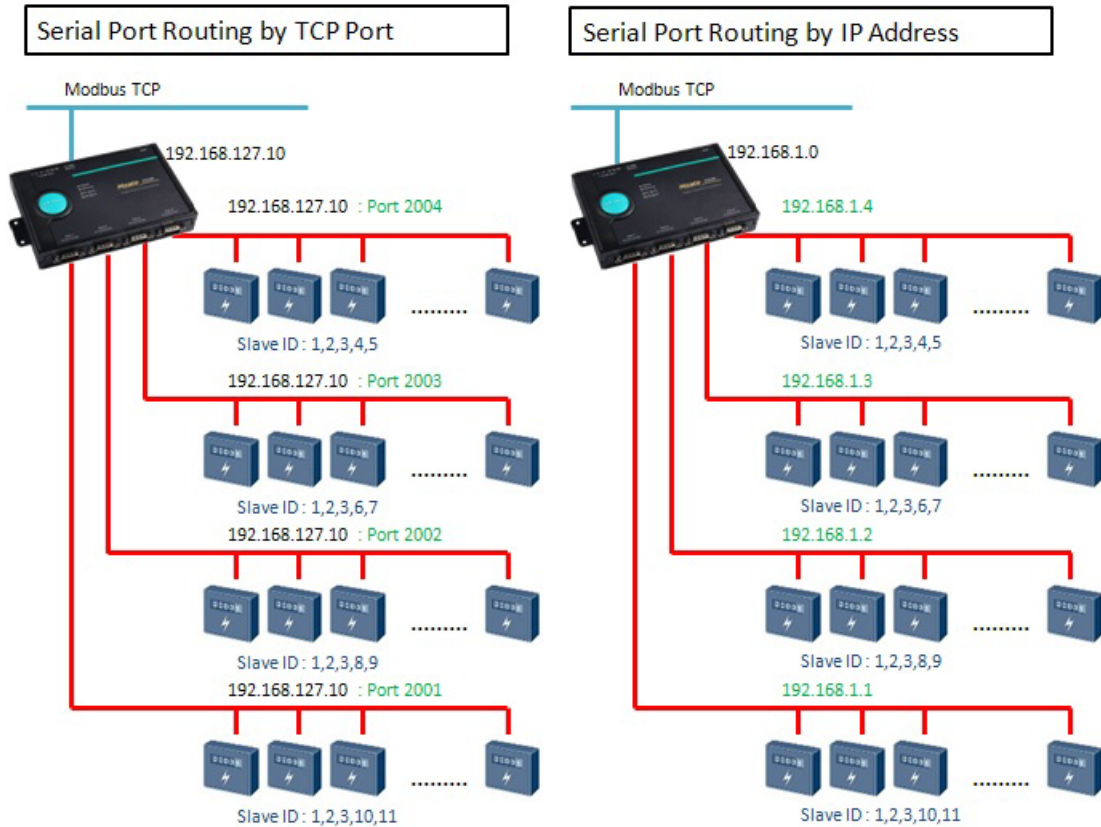 Serial Port Routing by TCP Port
Modbus TCP
192.168.127.10
192.168.127.10 : Port 2004
Slave ID : 1,2,3,4,5
192.168.127.10 : Port 2003
Slave ID : 1,2,3,6,7
192.168.127.10 : Port 2002
Slave ID : 1,2,3,8,9
192.168.127.10 : Port 2001
Slave ID : 1,2,3,10,11
Serial Port Routing by IP Address
Modbus TCP
192.168.1.0
192.168.1.4
Slave ID : 1,2,3,4,5
192.168.1.3
Slave ID : 1,2,3,6,7
192.168.1.2
Slave ID : 1,2,3,8,9
192.168.1.1
Slave ID : 1,2,3,10,11